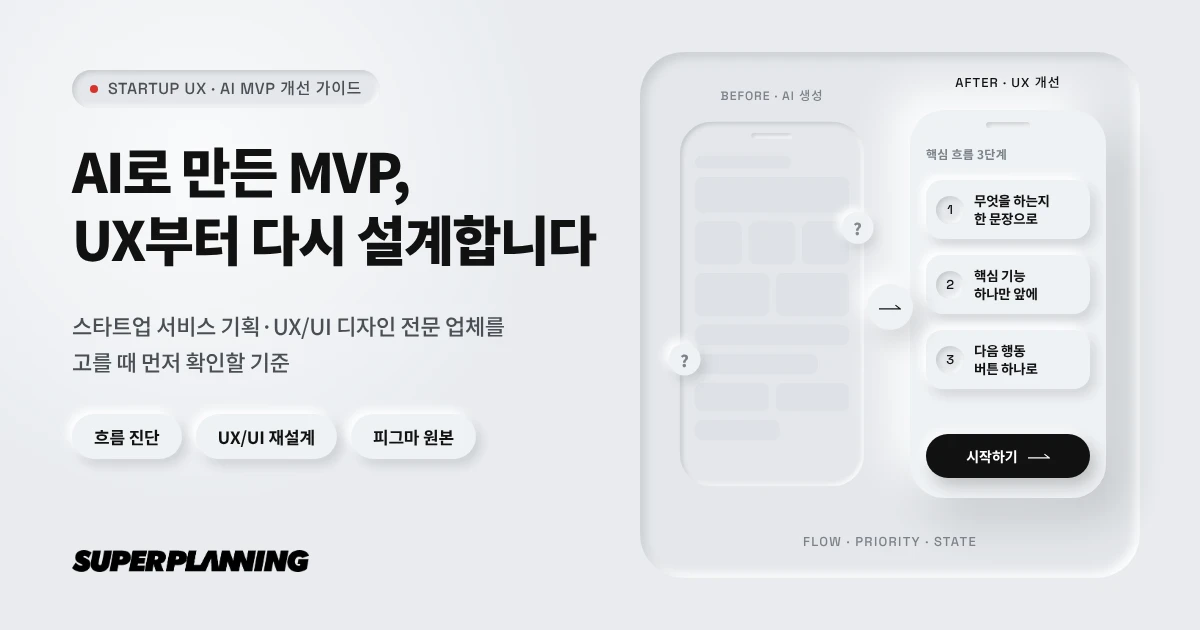 STARTUP UX · AI MVP 개선 가이드
AI로 만든 MVP,
UX부터 다시 설계합니다
스타트업 서비스 기획·UX/UI 디자인 전문 업체를
고를 때 먼저 확인할 기준
흐름 진단
UX/UI 재설계
피그마 원본
SUPERPLANNING
BEFORE · AI 생성
?
?
AFTER · UX 개선
핵심 흐름 3단계
1
무엇을 하는지
한 문장으로
2
핵심 기능
하나만 앞에
3
다음 행동
버튼 하나로
시작하기
FLOW · PRIORITY · STATE